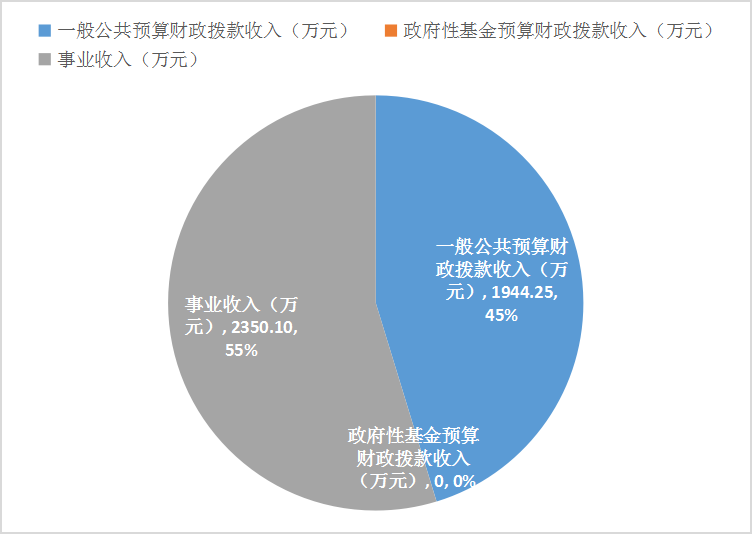 一般公共预算财政拨款收入（万元） 政府性基金预算财政拨款收入（万元）
事业收入（万元）
一般公共预算财
政拨款收入（万
元）, 1944.25,
45%
事业收入（万
元）, 2350.10,
55%
政府性基金预算
财政拨款收入
（万元）, 0, 0%